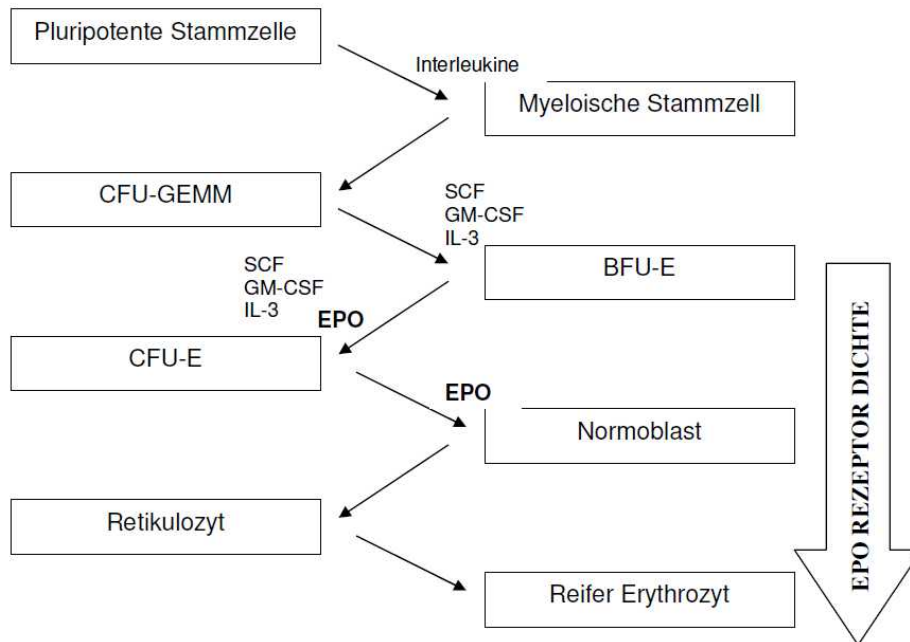 Pluripotente Stammzelle
Interleukine
Myeloische Stammzell
CFU-GEMM
SCF
GM-CSF
IL-3
BFU-E
SCF
GM-CSF
IL-3
EPO
CFU-E
EPO
Normoblast
Retikulozyt
Reifer Erythrozyt
EPO REZEPTOR DICHTE